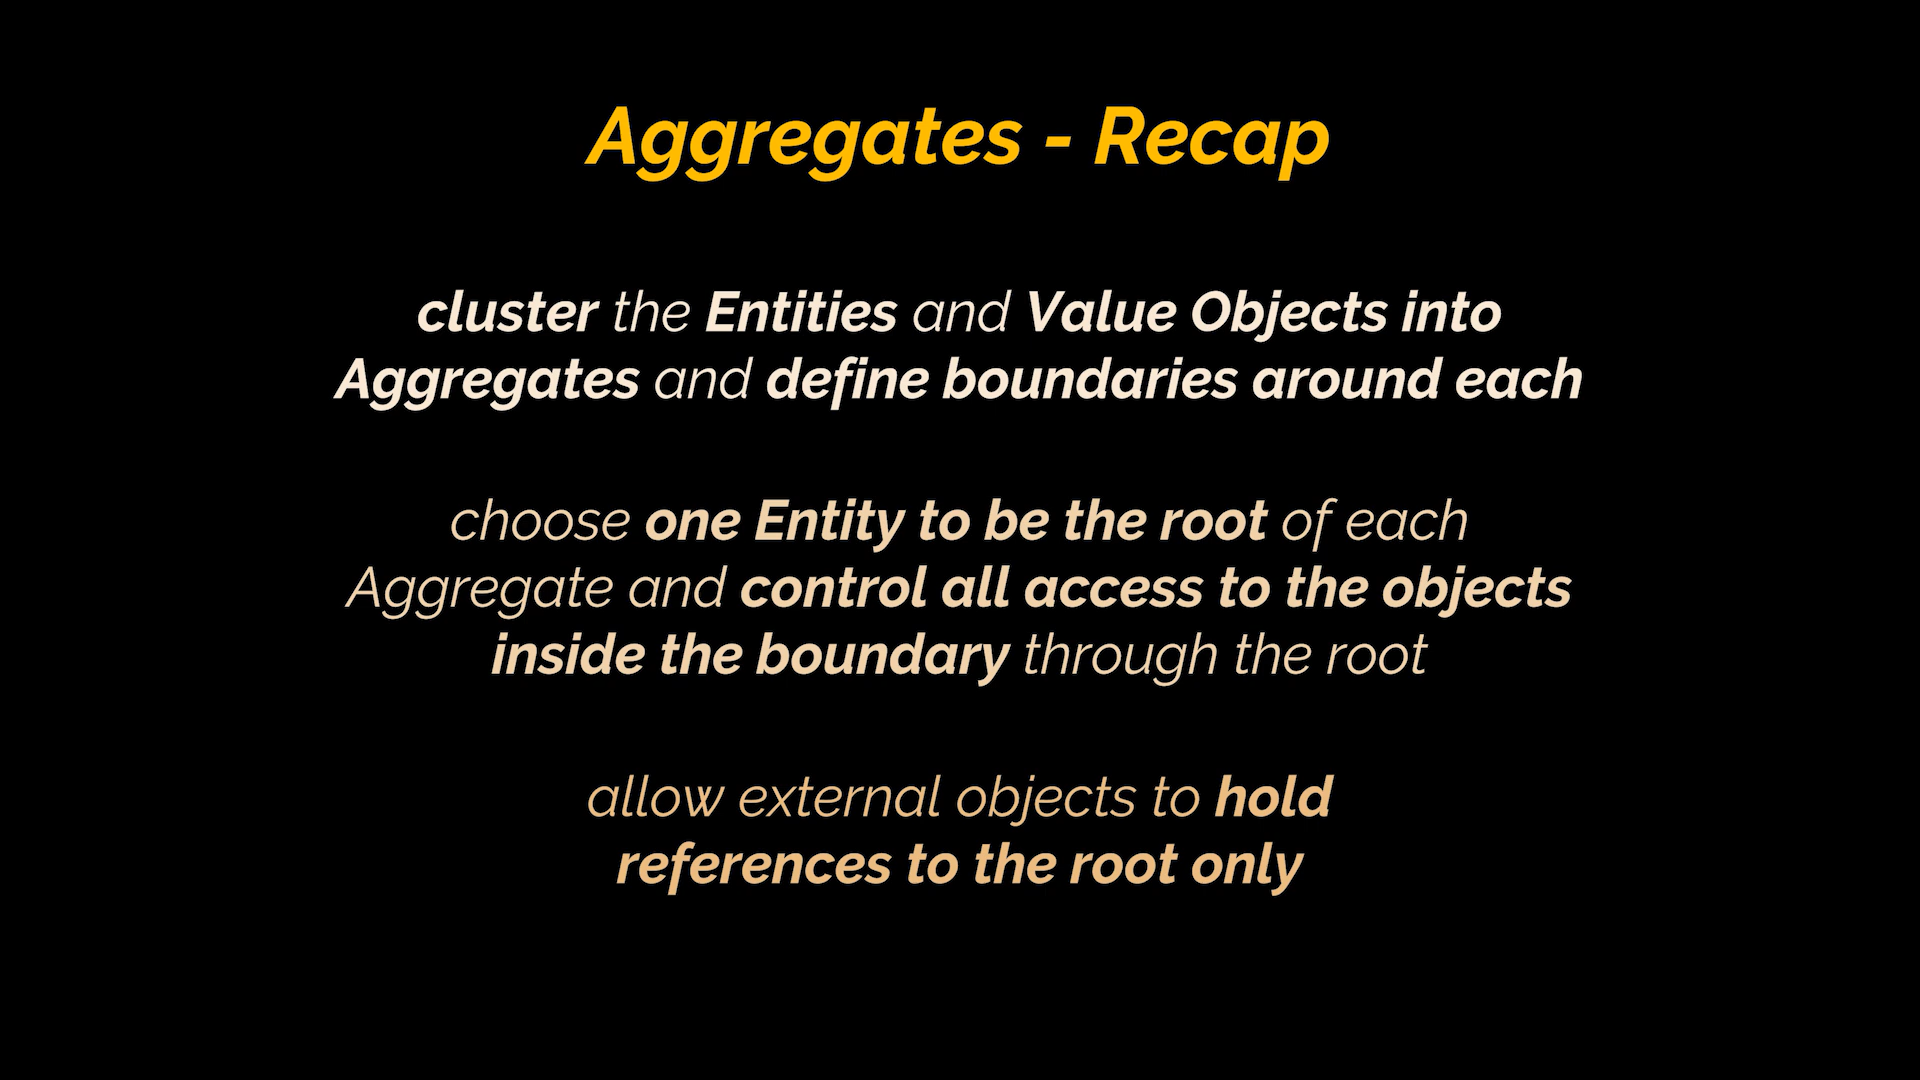 Aggregates - Recap
cluster the Entities and Value Objects into
Aggregates and define boundaries around each
choose one Entity to be the root of each
Aggregate and control all access to the objects
inside the boundary through the root
allow external objects to hold
references to the root only